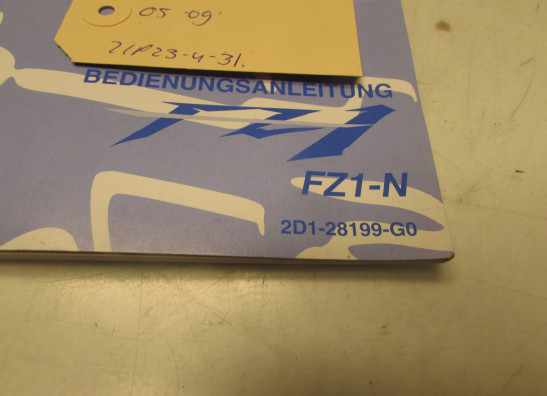 05 '09'
21P23-4-31.
BEDIENUNGSANLEITUNG
FZ1
FZ1-N
2D1-28199-G0